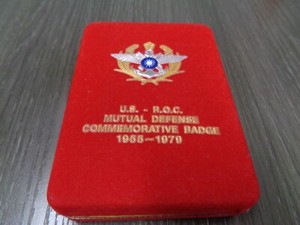 U.S. - R.O.C.
MUTUAL DEFENSE
COMMEMORATIVE BADGE
1955-1979